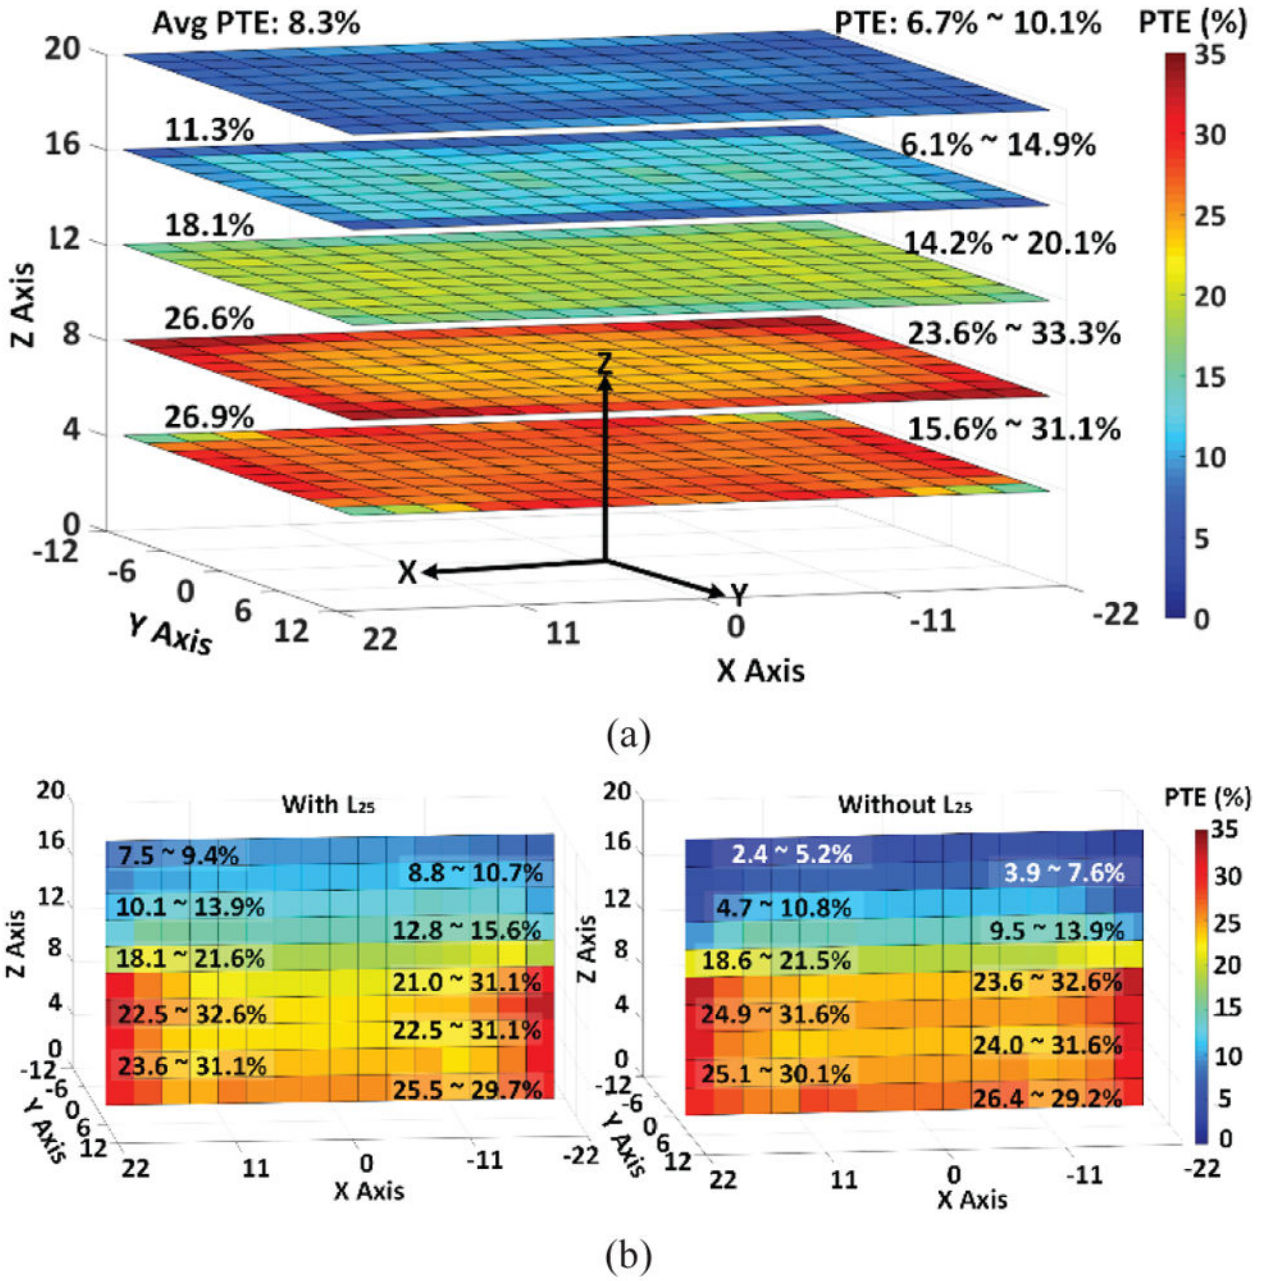 Avg PTE: 8.3%
PTE: 6.7% ~ 10.1%
PTE (%)
20
35
11.3%
6.1% ~ 14.9%
16
30
18.1%
14.2% ~ 20.1%
12
25
Z Axis
26.6%
23.6% ~ 33.3%
8
20
Z
26.9%
15.6% ~ 31.1%
4
15
10
0
5
-12
-6
0
6
12
Y Axis
X
Y
0
22
11
0
-11
-22
X Axis
(a)
20
With L25
16
7.5 ~ 9.4%
8.8 ~ 10.7%
12
10.1 ~ 13.9%
12.8 ~ 15.6%
8
18.1 ~ 21.6%
21.0 ~ 31.1%
Z Axis
4
22.5 ~ 32.6%
22.5 ~ 31.1%
0
23.6 ~ 31.1%
25.5 ~ 29.7%
-12
-6
0
6
12
Y Axis
22
11
0
-11
-22
X Axis
20
Without L25
PTE (%)
16
2.4 ~ 5.2%
3.9 ~ 7.6%
12
4.7 ~ 10.8%
9.5 ~ 13.9%
8
18.6 ~ 21.5%
23.6 ~ 32.6%
Z Axis
4
24.9 ~ 31.6%
24.0 ~ 31.6%
0
25.1 ~ 30.1%
26.4 ~ 29.2%
-12
-6
0
6
12
Y Axis
22
11
0
-11
-22
X Axis
35
30
25
20
15
10
5
0
(b)